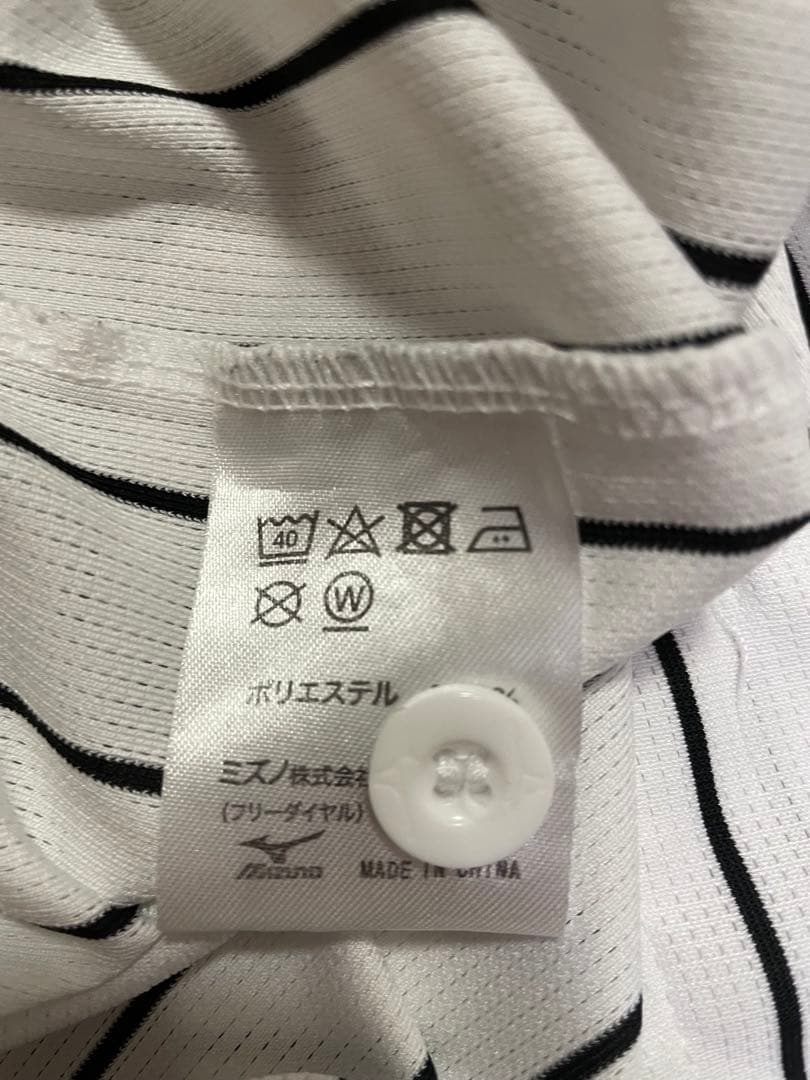 40
W
ポリエステル
ミズノ株式会
(フリーダイヤル)
Mizuno
MADE IN CHINA